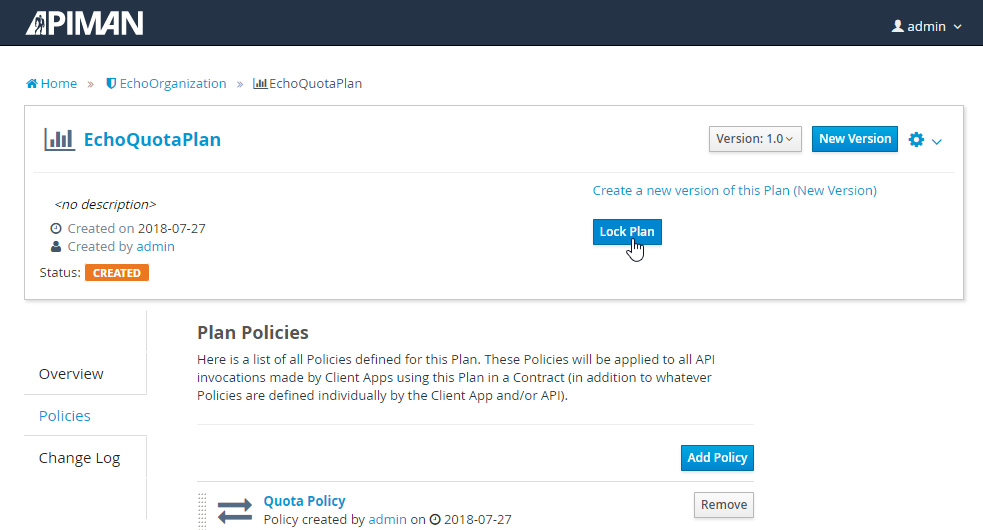 APIMAN
admin
Home » EchoOrganization » EchoQuotaPlan
EchoQuotaPlan
Version: 1.0
New Version
Create a new version of this Plan (New Version)
<no description>
Created on 2018-07-27
Created by admin
Lock Plan
Status: CREATED
Overview
Policies
Change Log
Plan Policies
Here is a list of all Policies defined for this Plan. These Policies will be applied to all API
invocations made by Client Apps using this Plan in a Contract (in addition to whatever
Policies are defined individually by the Client App and/or API).
Add Policy
Quota Policy
Policy created by admin on 2018-07-27
Remove